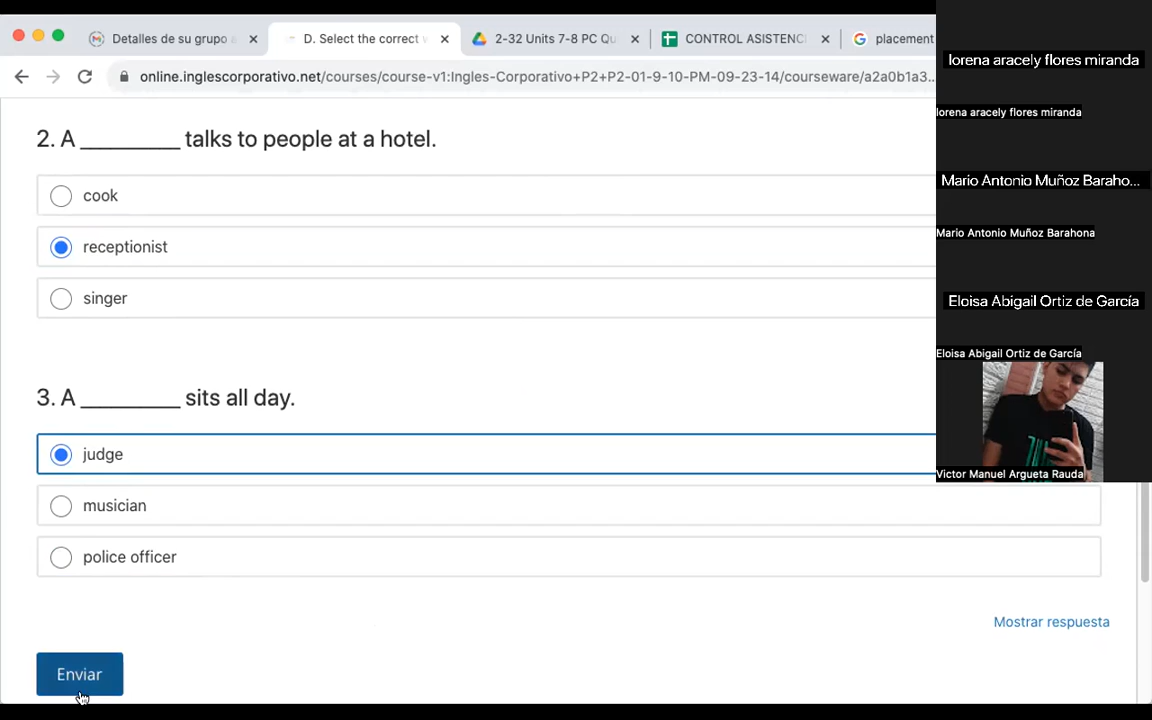 Detalles de su grupo
D. Select the correct
2-32 Units 7-8 PC Qu
CONTROL ASISTENC
placement
online.inglescorporativo.net/courses/course-v1:Ingles-Corporativo+P2+P2-01-9-10-PM-09-23-14/courseware/a2a0b1a3...
lorena aracely flores miranda
lorena aracely flores miranda
2. A __________ talks to people at a hotel.
cook
Mario Antonio Muñoz Baraho...
Mario Antonio Muñoz Barahona
receptionist
singer
Eloisa Abigail Ortiz de García
Eloisa Abigail Ortiz de García
3. A __________ sits all day.
judge
Victor Manuel Argueta Rauda
musician
police officer
Mostrar respuesta
Enviar